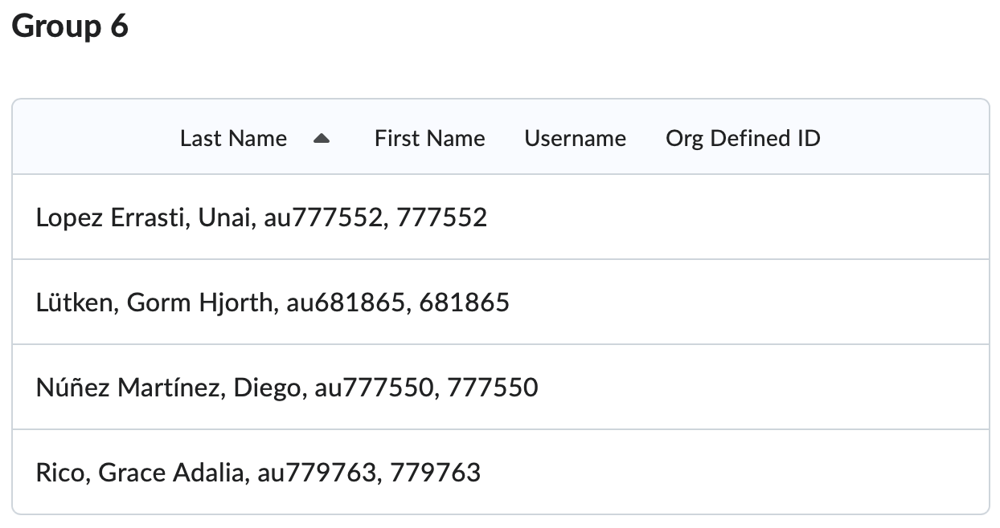 Group 6
Last Name First Name Username Org Defined ID
Lopez Errasti, Unai, au777552, 777552
Lütken, Gorm Hjorth, au681865, 681865
Núñez Martínez, Diego, au777550, 777550
Rico, Grace Adalia, au779763, 779763